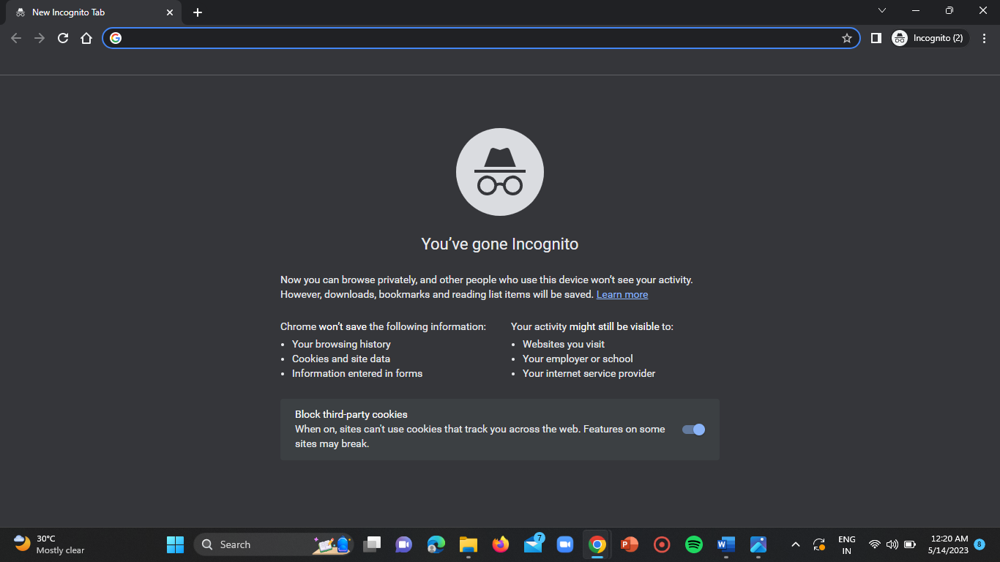 New Incognito Tab
Incognito (2)
You've gone Incognito
Now you can browse privately, and other people who use this device won't see your activity.
However, downloads, bookmarks and reading list items will be saved. Learn more
Chrome won't save the following information:
Your browsing history
Cookies and site data
Information entered in forms
Your activity might still be visible to:
Websites you visit
Your employer or school
Your internet service provider
Block third-party cookies
When on, sites can't use cookies that track you across the web. Features on some
sites may break.
30°C
Mostly clear
Search
7
P
W
ENG
IN
12:20 AM
5/14/2023
8